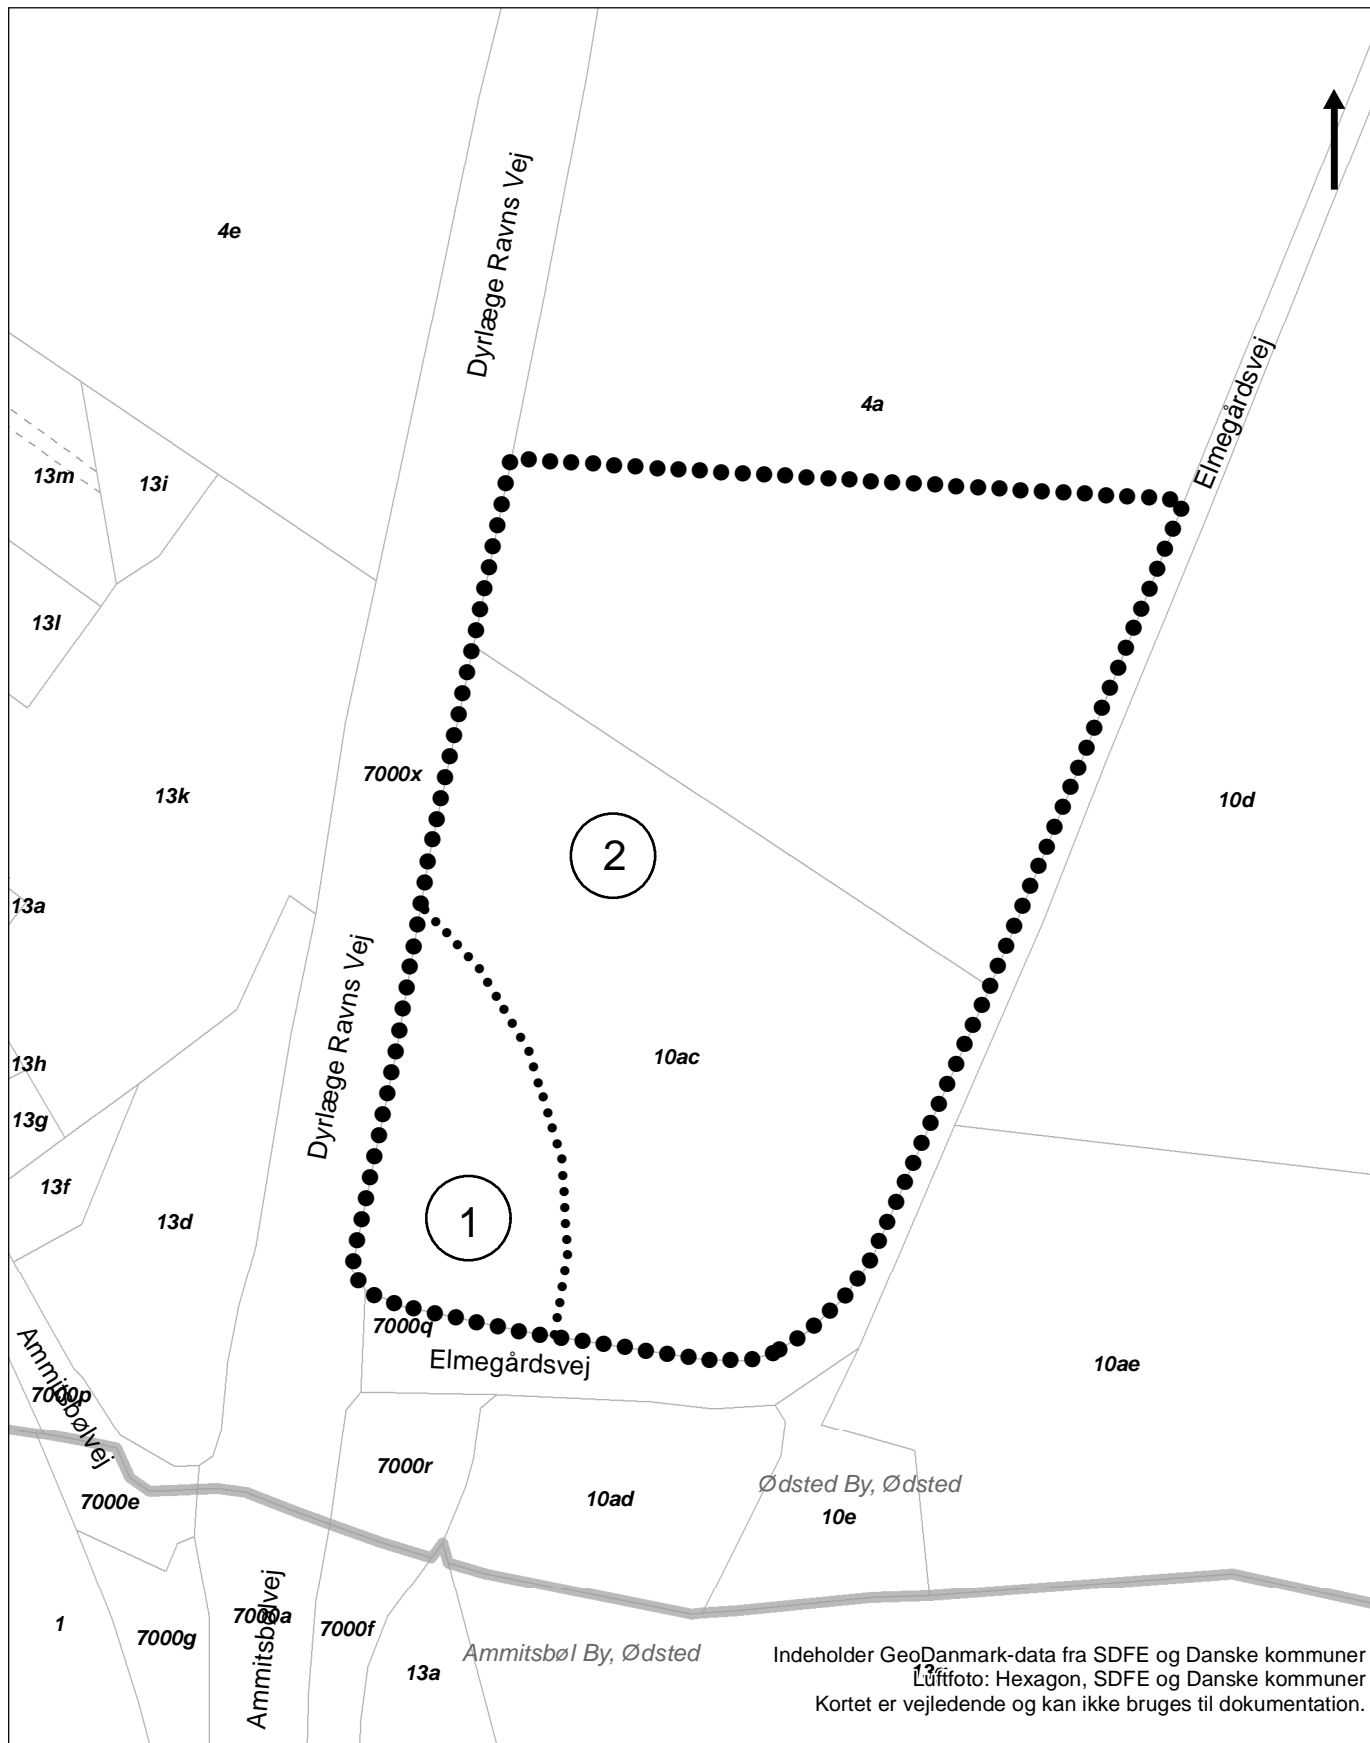 4e
Dyrlæge Ravns Vej
4a
Elmegårdsvej
13m
13i
13l
7000x
13k
10d
2
13a
Dyrlæge Ravns Vej
10ac
13h
13g
13f
13d
1
7000q
Elmegårdsvej
10ae
Ammitsbølvej
7000p
7000r
Ødsted By, Ødsted
7000e
10ad
10e
Ammitsbølvej
7000a
1
7000g
7000f
13a
Ammitsbøl By, Ødsted
Indeholder GeoDanmark-data fra SDFE og Danske kommuner
Luftfoto: Hexagon, SDFE og Danske kommuner
Kortet er vejledende og kan ikke bruges til dokumentation.